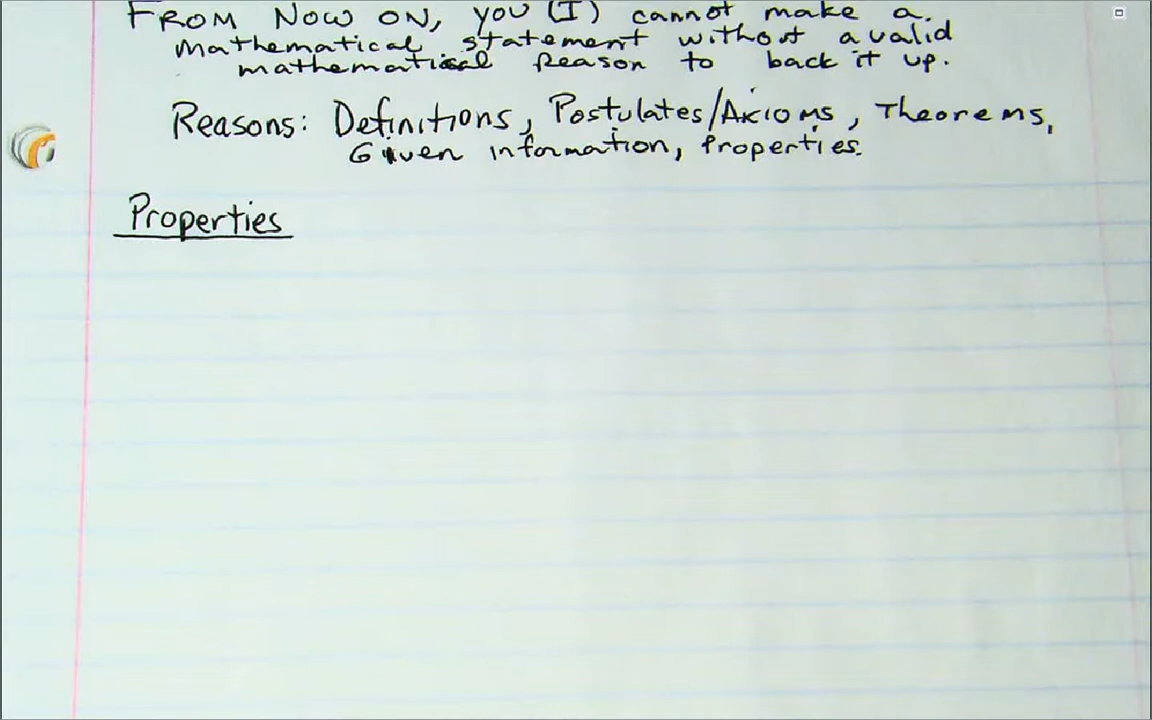 FROM NOW ON, you (I) cannot make a
mathematical statement without a valid
mathematical Reason to back it up.
Reasons: Definitions, Postulates/Axioms, Theorems,
Given information, Properties.
Properties